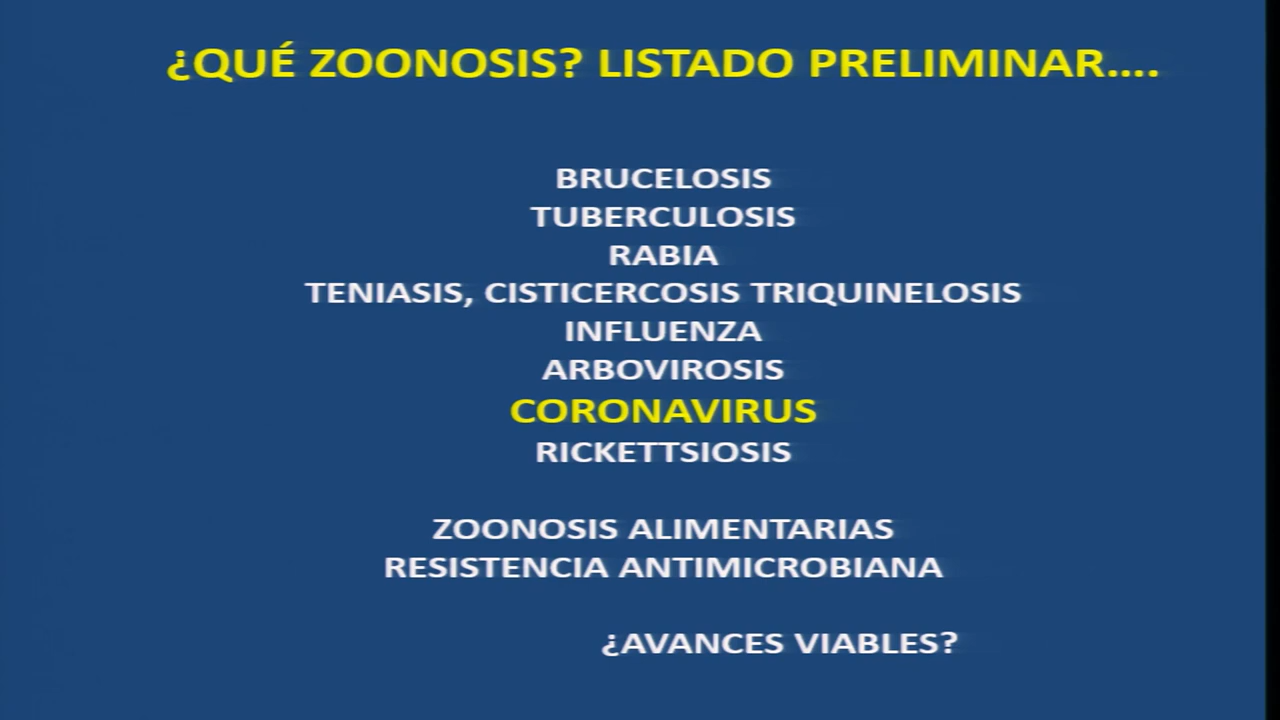 ¿QUÉ ZOONOSIS? LISTADO PRELIMINAR....
BRUCELOSIS
TUBERCULOSIS
RABIA
TENIASIS, CISTICERCOSIS TRIQUINELOSIS
INFLUENZA
ARBOVIROSIS
CORONAVIRUS
RICKETTSIOSIS
ZOONOSIS ALIMENTARIAS
RESISTENCIA ANTIMICROBIANA
¿AVANCES VIABLES?